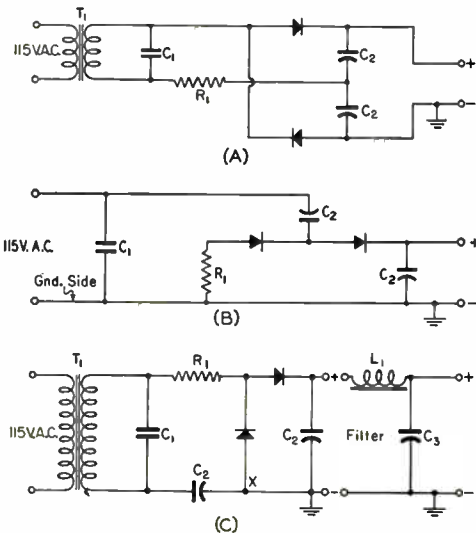 T1
115V.A.C.
C1
R1
C2
C2
+
−
(A)
115V. A.C.
C1
Gnd. Side
R1
C2
C2
+
−
(B)
T1
115V.A.C.
C1
R1
C2
X
C2
+
−
L1
Filter
C3
+
−
(C)